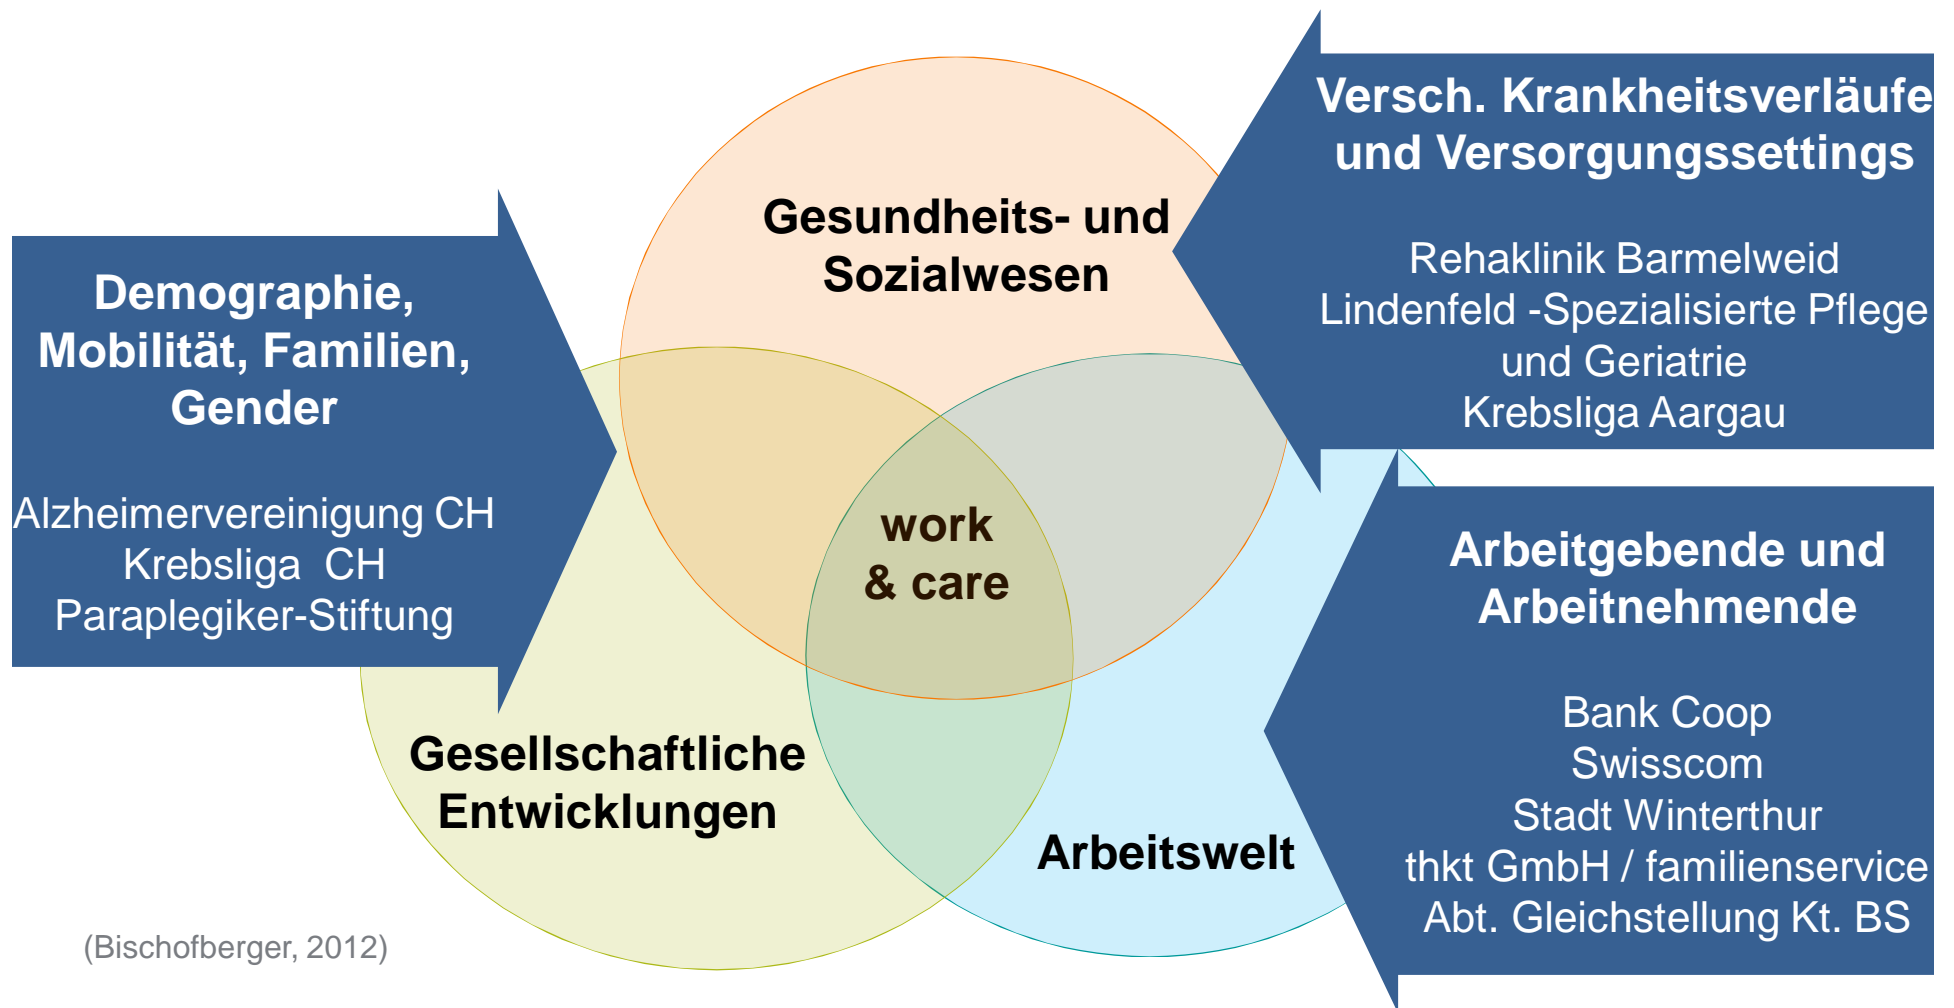 Versch. Krankheitsverläufe
und Versorgungssettings
Rehaklinik Barmelweid
Lindenfeld -Spezialisierte Pflege
und Geriatrie
Krebsliga Aargau
Gesundheits- und
Sozialwesen
Demographie,
Mobilität, Familien,
Gender
Alzheimervereinigung CH
Krebsliga  CH
Paraplegiker-Stiftung
work
& care
Arbeitgebende und
Arbeitnehmende
Bank Coop
Swisscom
Stadt Winterthur
thkt GmbH / familienservice
Abt. Gleichstellung Kt. BS
Gesellschaftliche
Entwicklungen
Arbeitswelt
(Bischofberger, 2012)